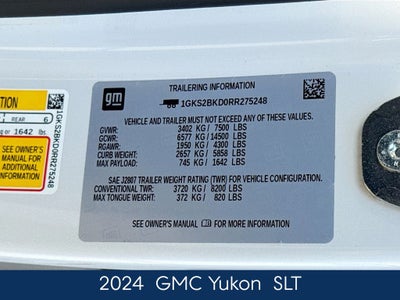 TRAILERING INFORMATION
gm
1GKS2BKD0RR275248
VEHICLE AND TRAILER MUST NOT EXCEED ANY OF THESE VALUES.
GVWR: 3402 KG / 7500 LBS
GCWR: 6577 KG / 14500 LBS
RGAWR: 1950 KG / 4300 LBS
CURB WEIGHT: 2657 KG / 5858 LBS
MAX PAYLOAD: 745 KG / 1642 LBS
SAE J2807 TRAILER WEIGHT RATING (TWR) FOR VEHICLE CONFIGURATION.
CONVENTIONAL TWR: 3720 KG / 8200 LBS
MAX TONGUE WEIGHT: 372 KG / 820 LBS
SEE OWNER'S MANUAL FOR MORE INFORMATION
REAR 6
or 1642 lbs
SEE OWNER'S
MANUAL FOR
ADDITIONAL
INFORMATION
1GKS2BKD0RR275248
2024 GMC Yukon SLT